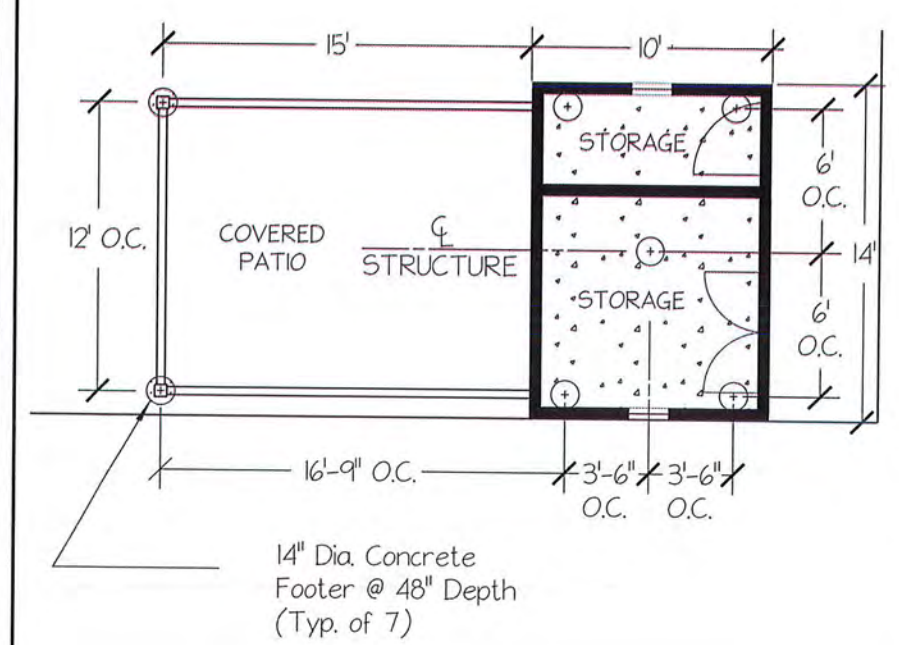 15'
10'
STORAGE
6'
O.C.
12' O.C.
COVERED
PATIO
℄
STRUCTURE
14'
STORAGE
6'
O.C.
16'-9" O.C.
3'-6"
O.C.
3'-6"
O.C.
14" Dia. Concrete
Footer @ 48" Depth
(Typ. of 7)